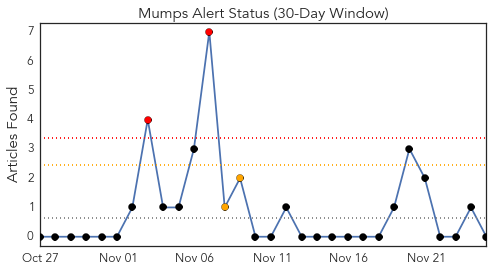 Mumps Alert Status (30-Day Window)
Articles Found
7
6
5
4
3
2
1
0
Oct 27
Nov 01
Nov 06
Nov 11
Nov 16
Nov 21